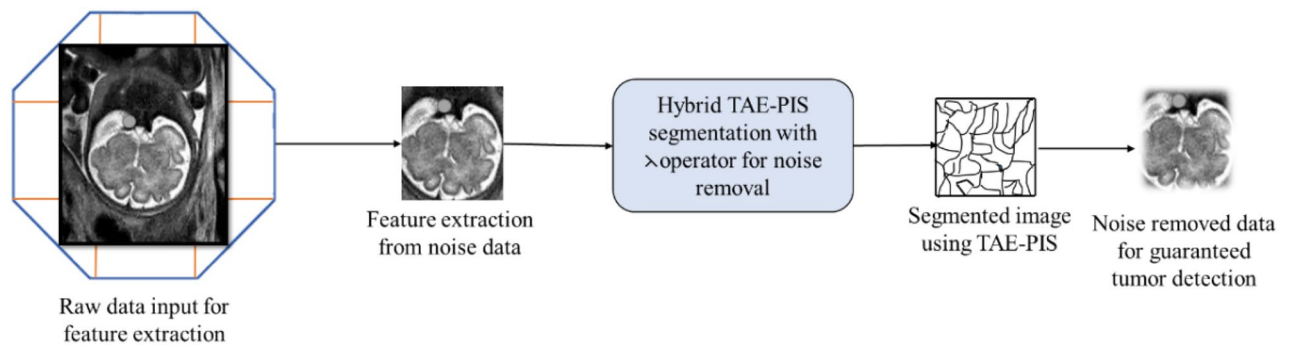 Raw data input for
feature extraction
Feature extraction
from noise data
Hybrid TAE-PIS
segmentation with
⋋operator for noise
removal
Segmented image
using TAE-PIS
Noise removed data
for guaranteed
tumor detection